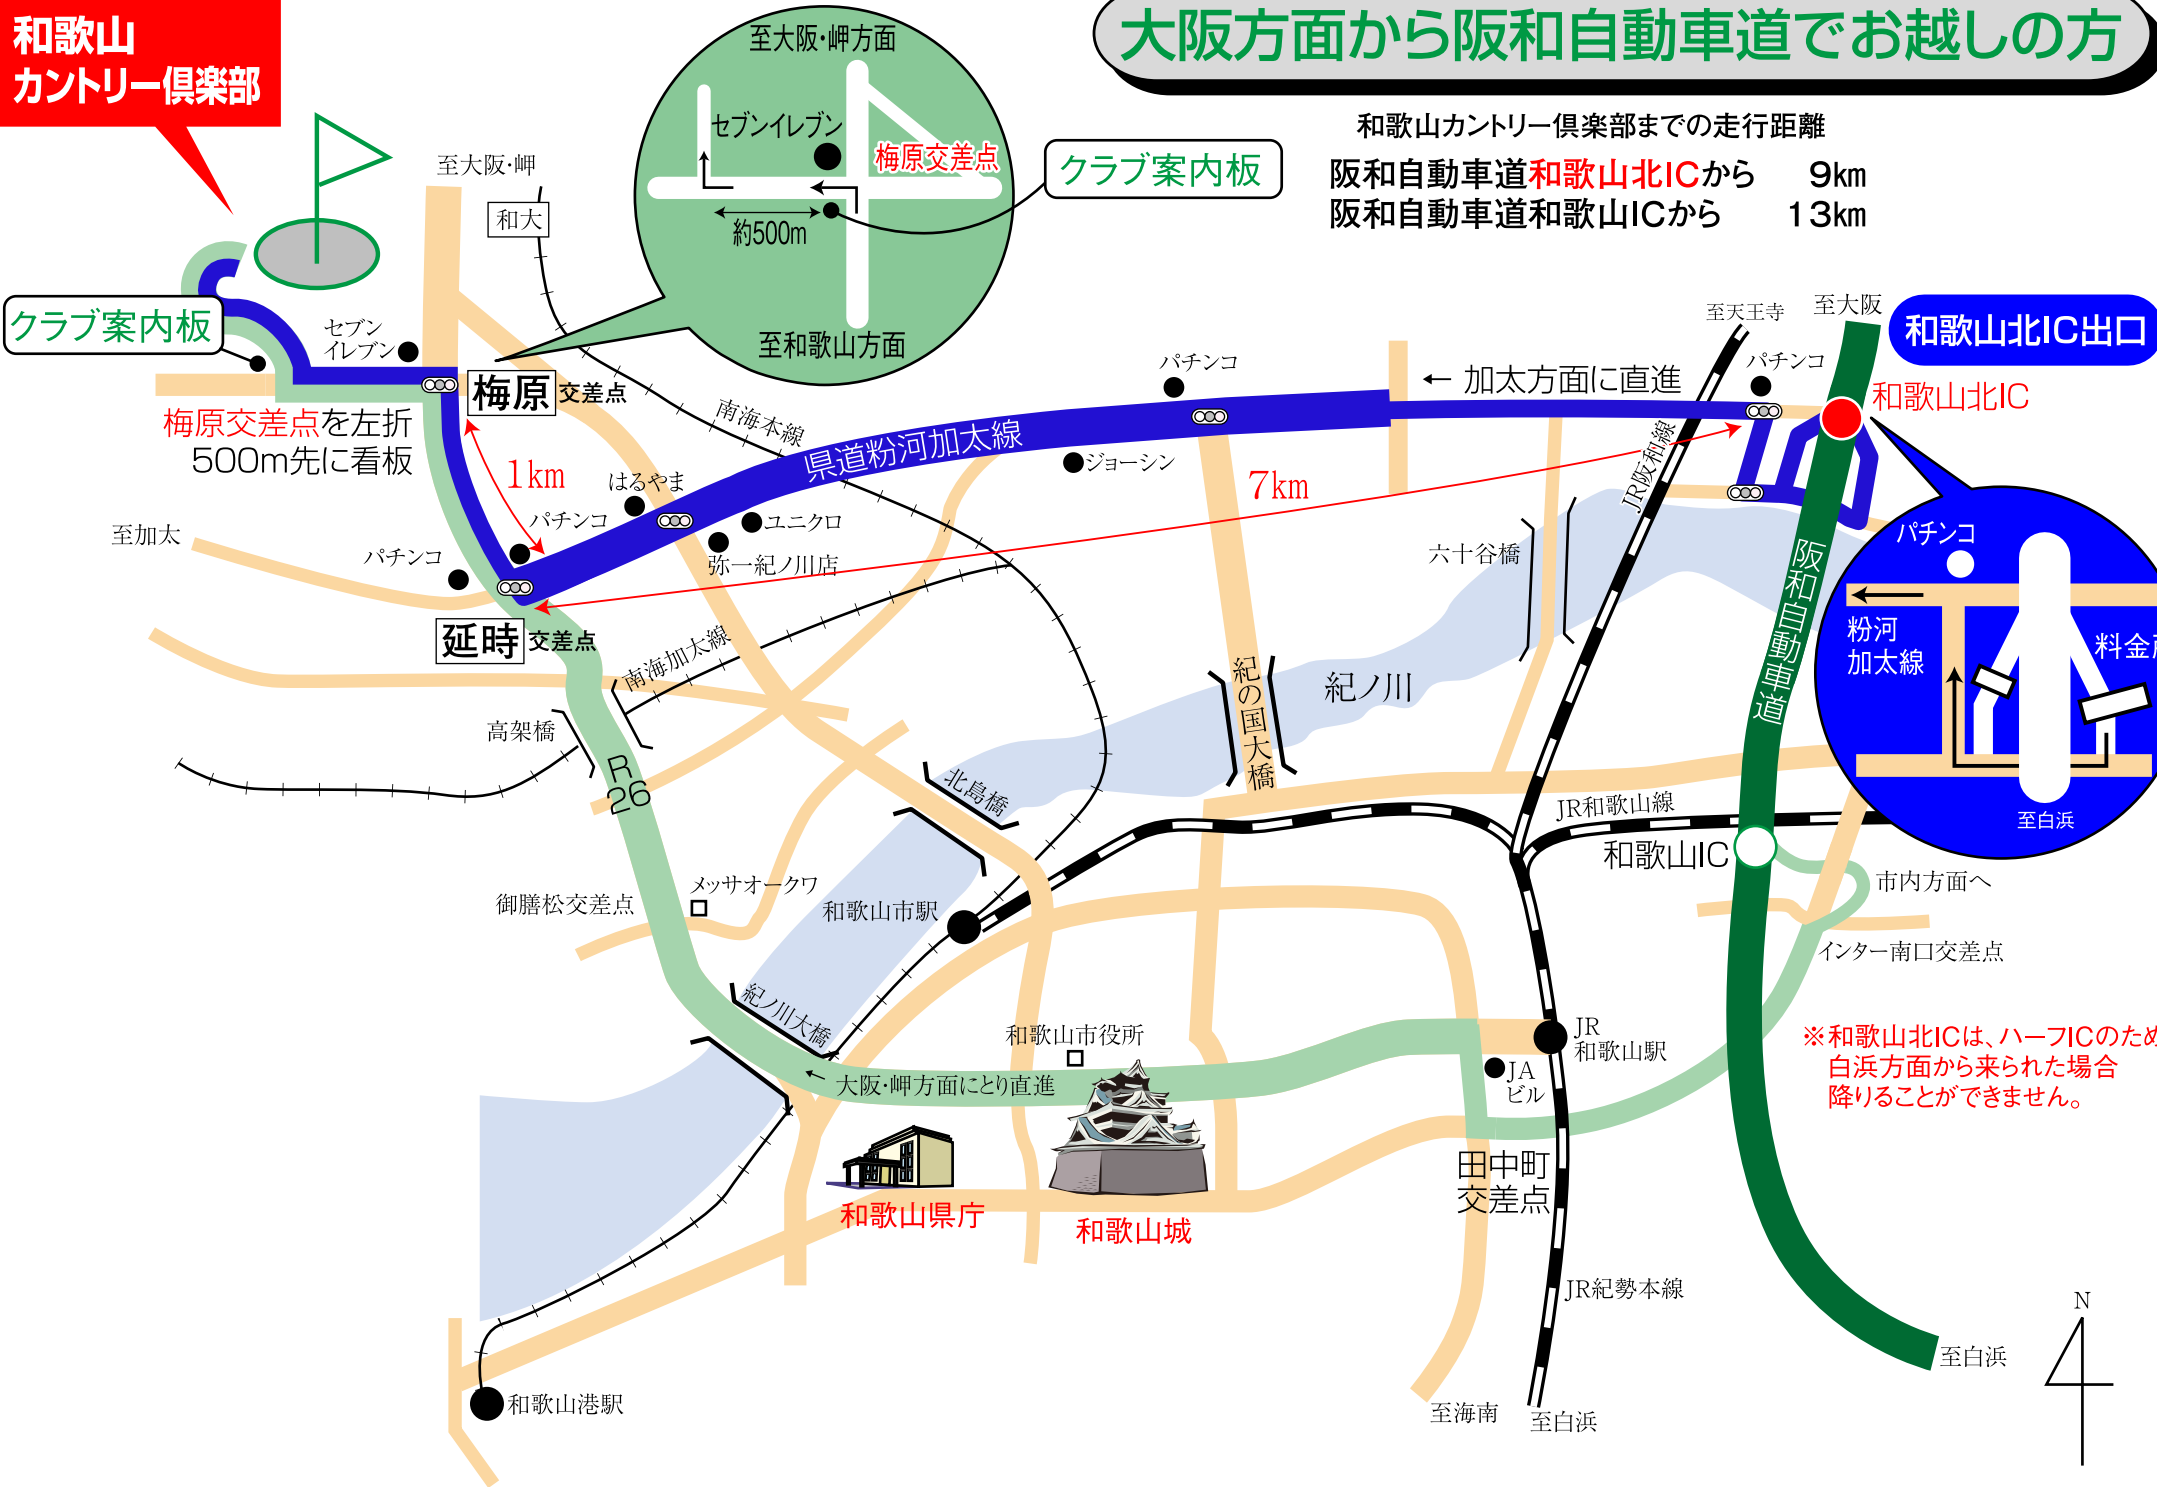 和歌山
カントリー倶楽部
大阪方面から阪和自動車道でお越しの方
和歌山カントリー倶楽部までの走行距離
阪和自動車道和歌山北ICから 9km
阪和自動車道和歌山ICから 13km
至大阪・岬方面
セブンイレブン
梅原交差点
約500m
至和歌山方面
クラブ案内板
至大阪・岬
和大
クラブ案内板
セブン
イレブン
梅原 交差点
梅原交差点を左折
500m先に看板
1km
南海本線
県道粉河加太線
パチンコ
← 加太方面に直進
至天王寺
至大阪
和歌山北IC出口
パチンコ
和歌山北IC
JR阪和線
7km
ジョーシン
はるやま
ユニクロ
弥一紀ノ川店
パチンコ
パチンコ
至加太
延時 交差点
南海加太線
高架橋
R
26
六十谷橋
紀ノ川
紀の国大橋
北島橋
阪和自動車道
パチンコ
粉河
加太線
至白浜
JR和歌山線
和歌山IC
市内方面へ
インター南口交差点
御膳松交差点
メッサオークワ
和歌山市駅
紀ノ川大橋
←大阪・岬方面にとり直進
和歌山市役所
JR
和歌山駅
JA
ビル
※和歌山北ICは、ハーフICのため
白浜方面から来られた場合
降りることができません。
田中町
交差点
和歌山県庁
和歌山城
JR紀勢本線
至白浜
N
和歌山港駅
至海南
至白浜